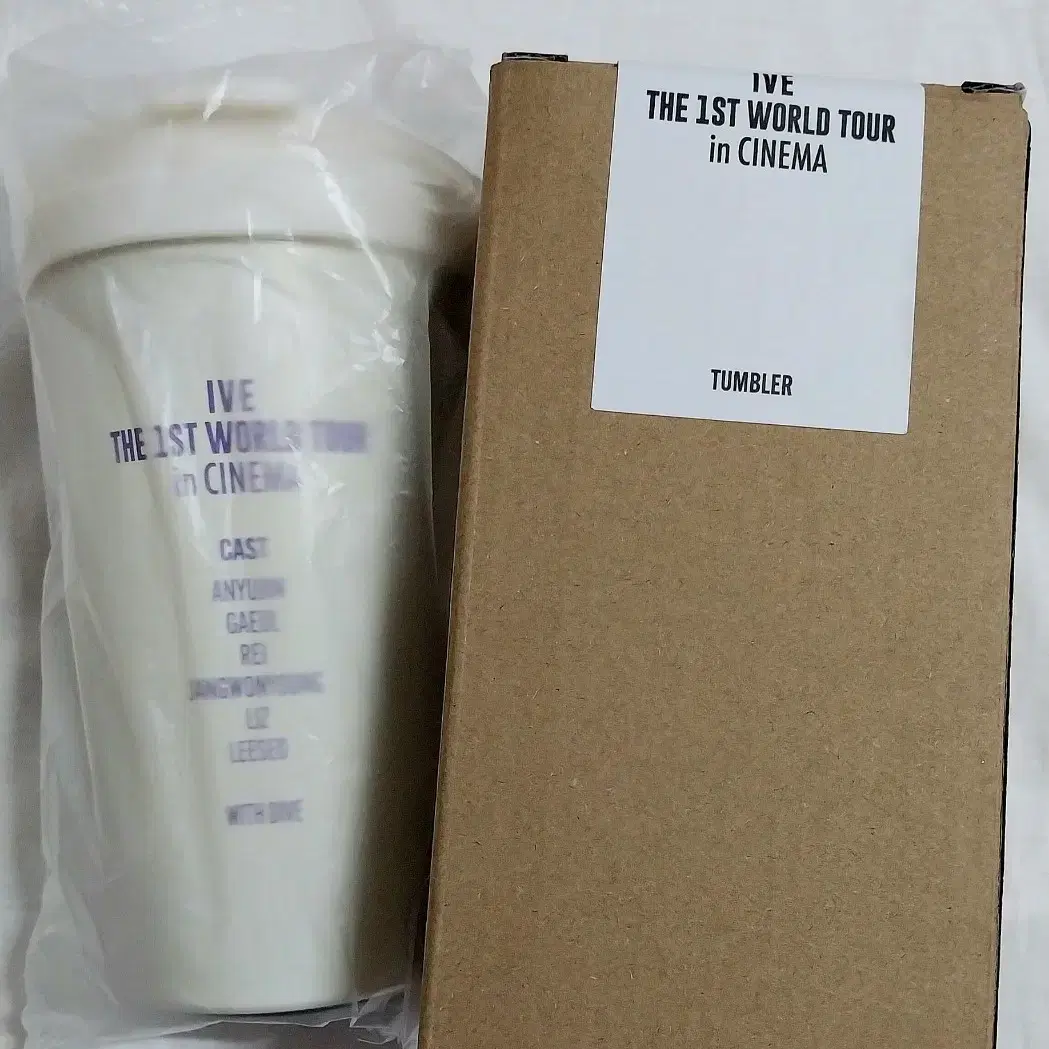 IVE
THE 1ST WORLD TOUR
in CINEMA
CAST
ANYUJIN
GAEUL
REI
JANGWONYOUNG
LIZ
LEESEO
WITH DIVE
IVE
THE 1ST WORLD TOUR
in CINEMA
TUMBLER